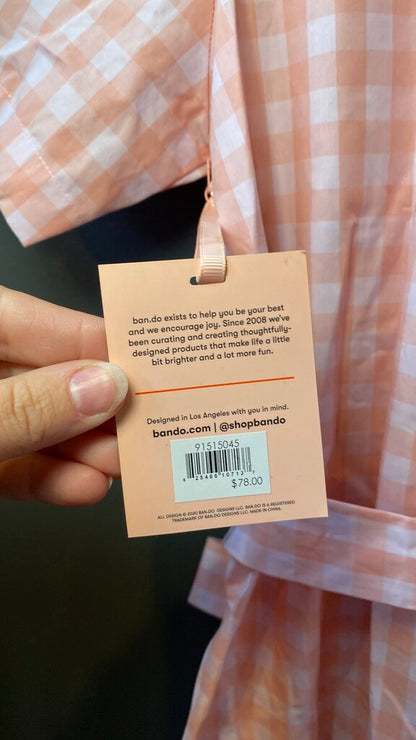 ban.do exists to help you be your best
and we encourage joy. Since 2008 we've
been curating and creating thoughtfully-
designed products that make life a little
bit brighter and a lot more fun.
Designed in Los Angeles with you in mind.
bando.com | @shopbando
91515045
$78.00
ALL DESIGN © 2020 BAN.DO. DESIGNS LLC. BAN.DO IS A REGISTERED
TRADEMARK OF BAN.DO DESIGNS LLC. MADE IN CHINA.